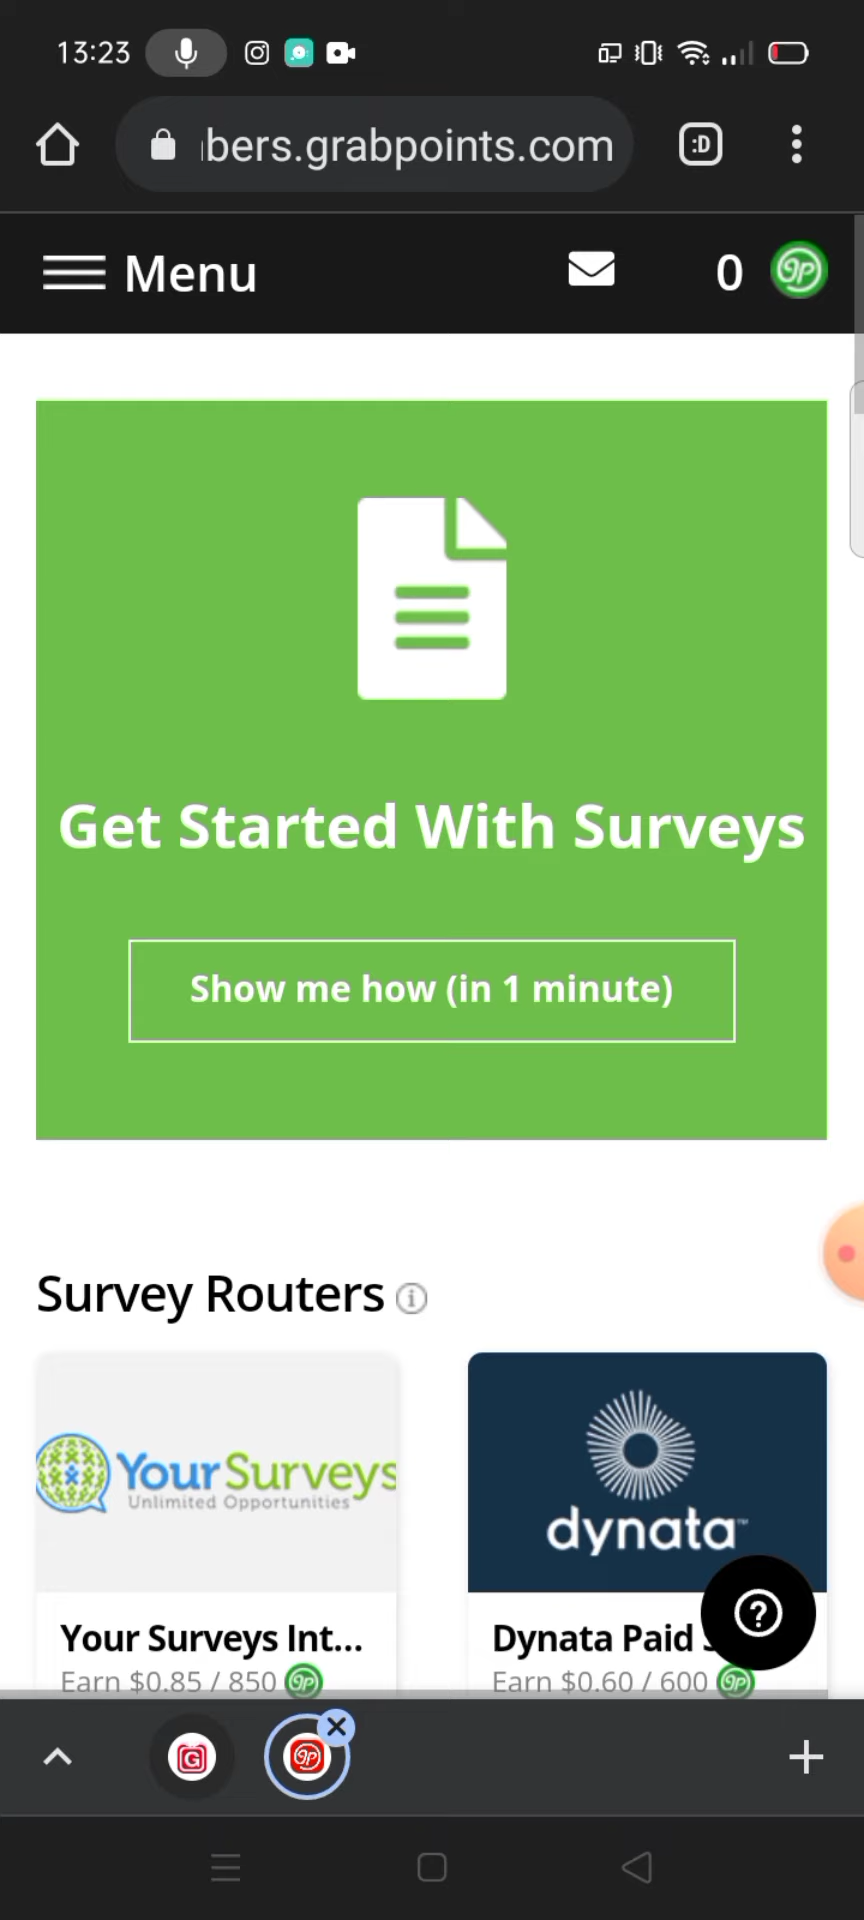 13:23
bers.grabpoints.com
:D
Menu
0
Get Started With Surveys
Show me how (in 1 minute)
Survey Routers
YourSurveys
Unlimited Opportunities
dynata™
Your Surveys Int...
Dynata Paid
Earn $0.85 / 850
Earn $0.60 / 600